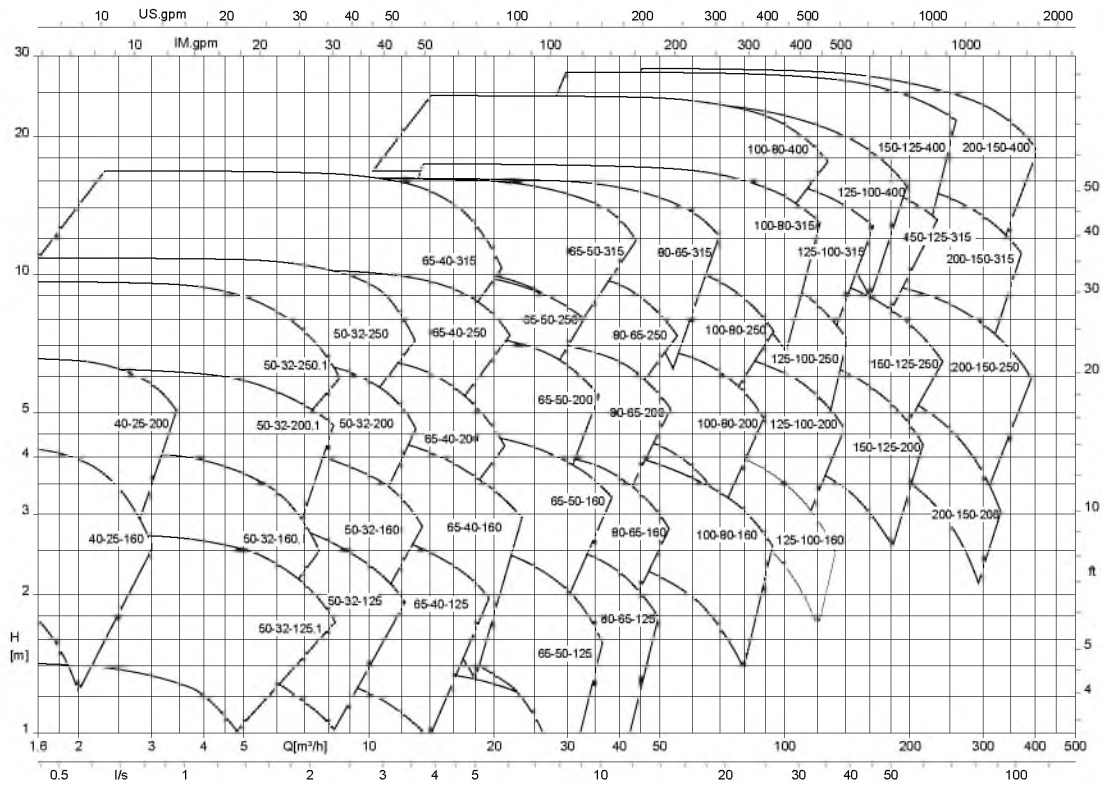 10 US.gpm 20 30 40 50 100 200 300 400 500 1000 2000
10 IM.gpm 20 30 40 50 100 200 300 400 500 1000
30
20
100-80-400 150-125-400 200-150-400
125-100-400 50
100-80-315
150-125-315 40
65-40-315 65-50-315 80-65-315 125-100-315 200-150-315
10
30
65-50-250
50-32-250 65-40-250 80-65-250 100-80-250
50-32-250.1 125-100-250 150-125-250 200-150-250 20
65-50-200
5 80-65-200
40-25-200 50-32-200.1 50-32-200 100-80-200 125-100-200
65-40-200 150-125-200
4
65-50-160 10
3 200-150-200
50-32-160 65-40-160 80-65-160 100-80-160
40-25-160 50-32-160. 125-100-160
ft
2
50-32-125 65-40-125
80-65-125
50-32-125.1
H
[m] 65-50-125 5
4
1
1.6 2 3 4 5 Q[m³/h] 10 20 30 40 50 100 200 300 400 500
0.5 l/s 1 2 3 4 5 10 20 30 40 50 100